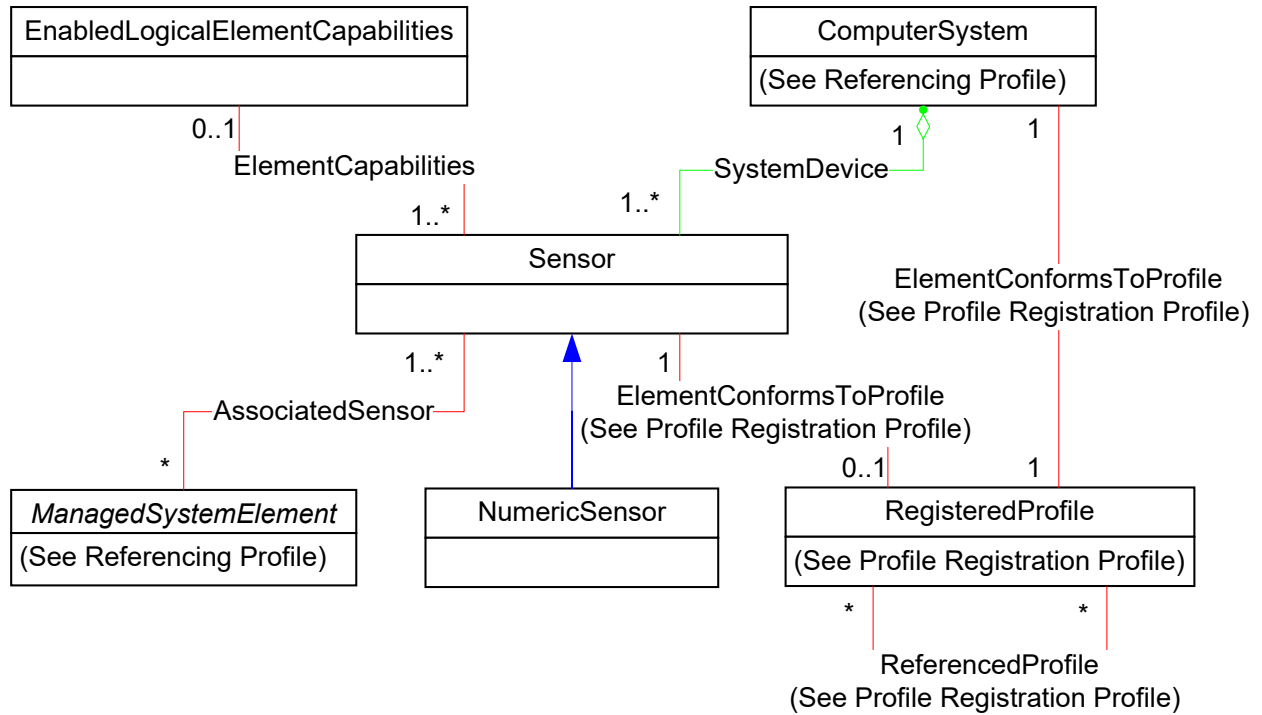 EnabledLogicalElementCapabilities
ComputerSystem
(See Referencing Profile)
0..1
1
1
ElementCapabilities
SystemDevice
1..*
1..*
Sensor
ElementConformsToProfile
(See Profile Registration Profile)
1..*
1
ElementConformsToProfile
(See Profile Registration Profile)
AssociatedSensor
*
0..1
1
ManagedSystemElement
(See Referencing Profile)
NumericSensor
RegisteredProfile
(See Profile Registration Profile)
*
*
ReferencedProfile
(See Profile Registration Profile)